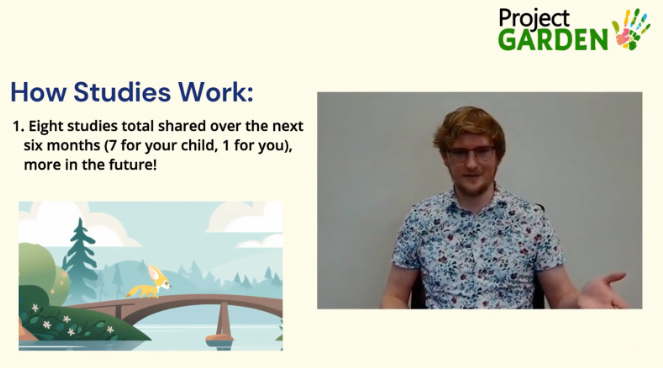 Project
GARDEN
How Studies Work:
1. Eight studies total shared over the next
six months (7 for your child, 1 for you),
more in the future!